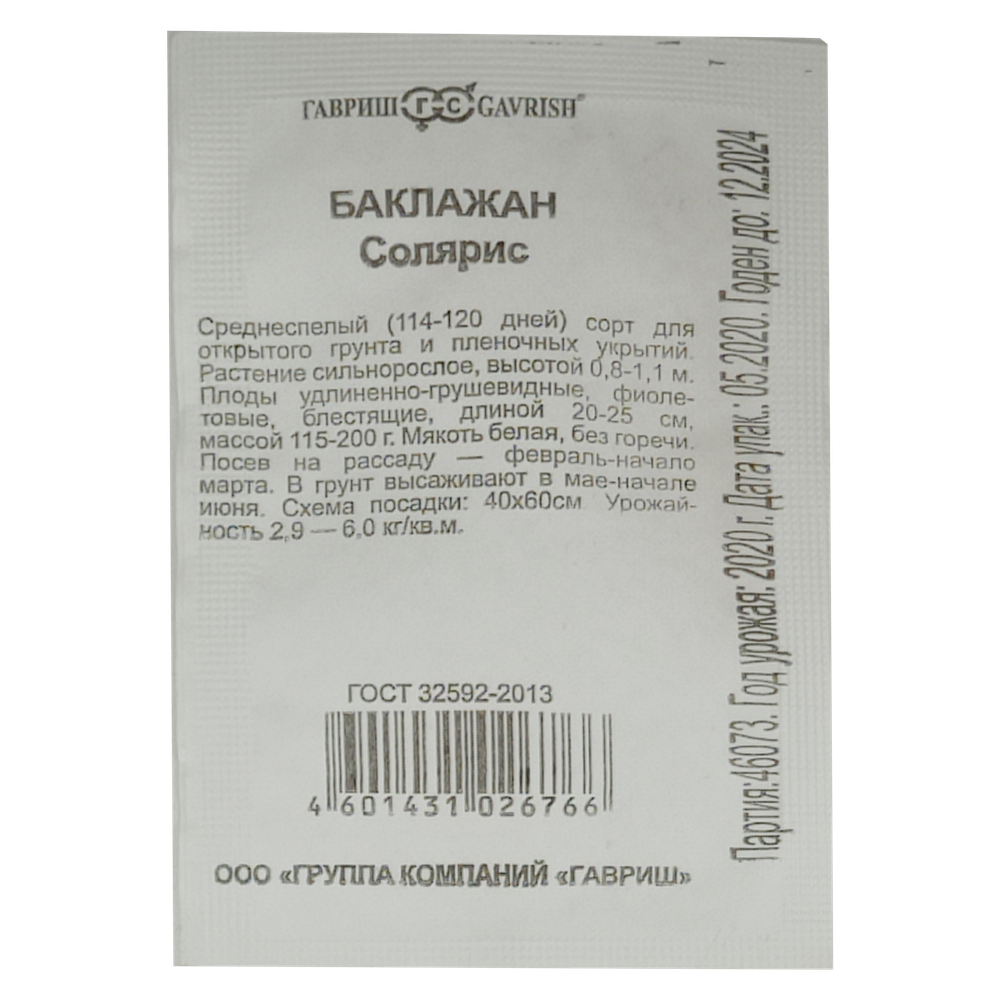 ГАВРИШ ГС GAVRISH®
БАКЛАЖАН
Солярис
Среднеспелый (114-120 дней) сорт для
открытого грунта и пленочных укрытий.
Растение сильнорослое, высотой 0,8-1,1 м.
Плоды удлиненно-грушевидные, фиоле-
товые, блестящие, длиной 20-25 см,
массой 115-200 г. Мякоть белая, без горечи.
Посев на рассаду — февраль-начало
марта. В грунт высаживают в мае-начале
июня. Схема посадки: 40х60см. Урожай-
ность 2,9 — 6,0 кг/кв.м.
ГОСТ 32592-2013
4 601431 026766
ООО «ГРУППА КОМПАНИЙ «ГАВРИШ»
Партия:46073. Год урожая: 2020 г. Дата упак.: 05.2020. Годен до: 12.2024